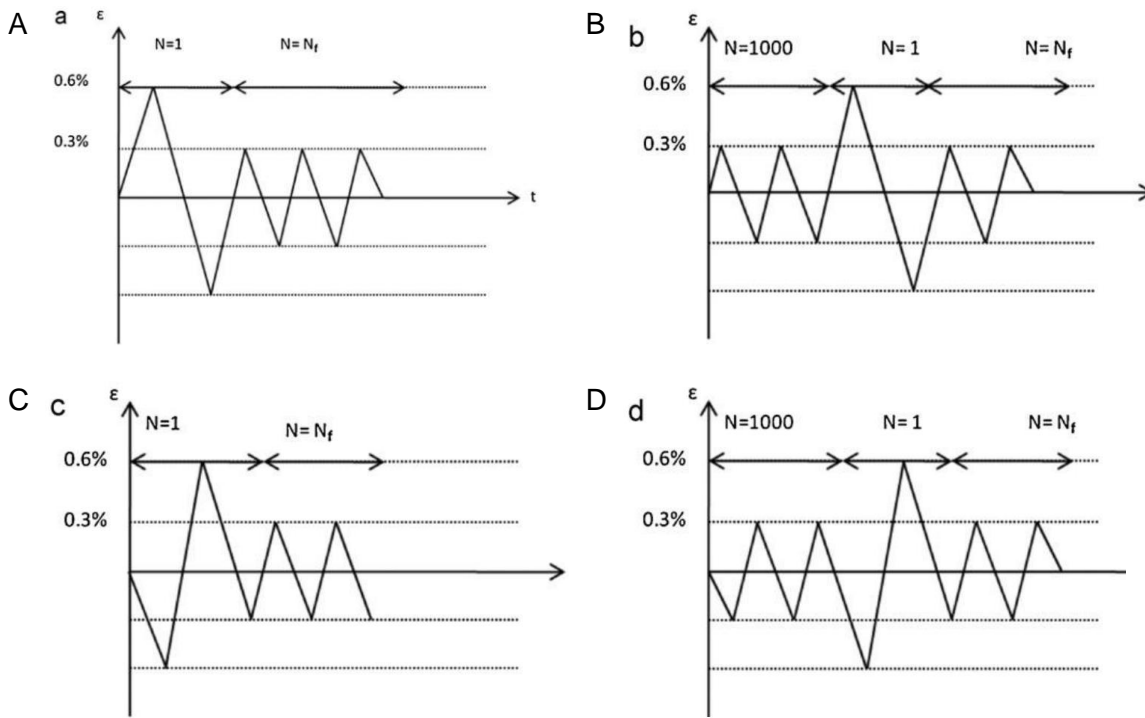 A a ε
N=1 N= Nf
0.6%
0.3%
t
B b ε
N=1000 N= 1 N= Nf
0.6%
0.3%
C c ε
N=1 N= Nf
0.6%
0.3%
D d ε
N=1000 N= 1 N= Nf
0.6%
0.3%